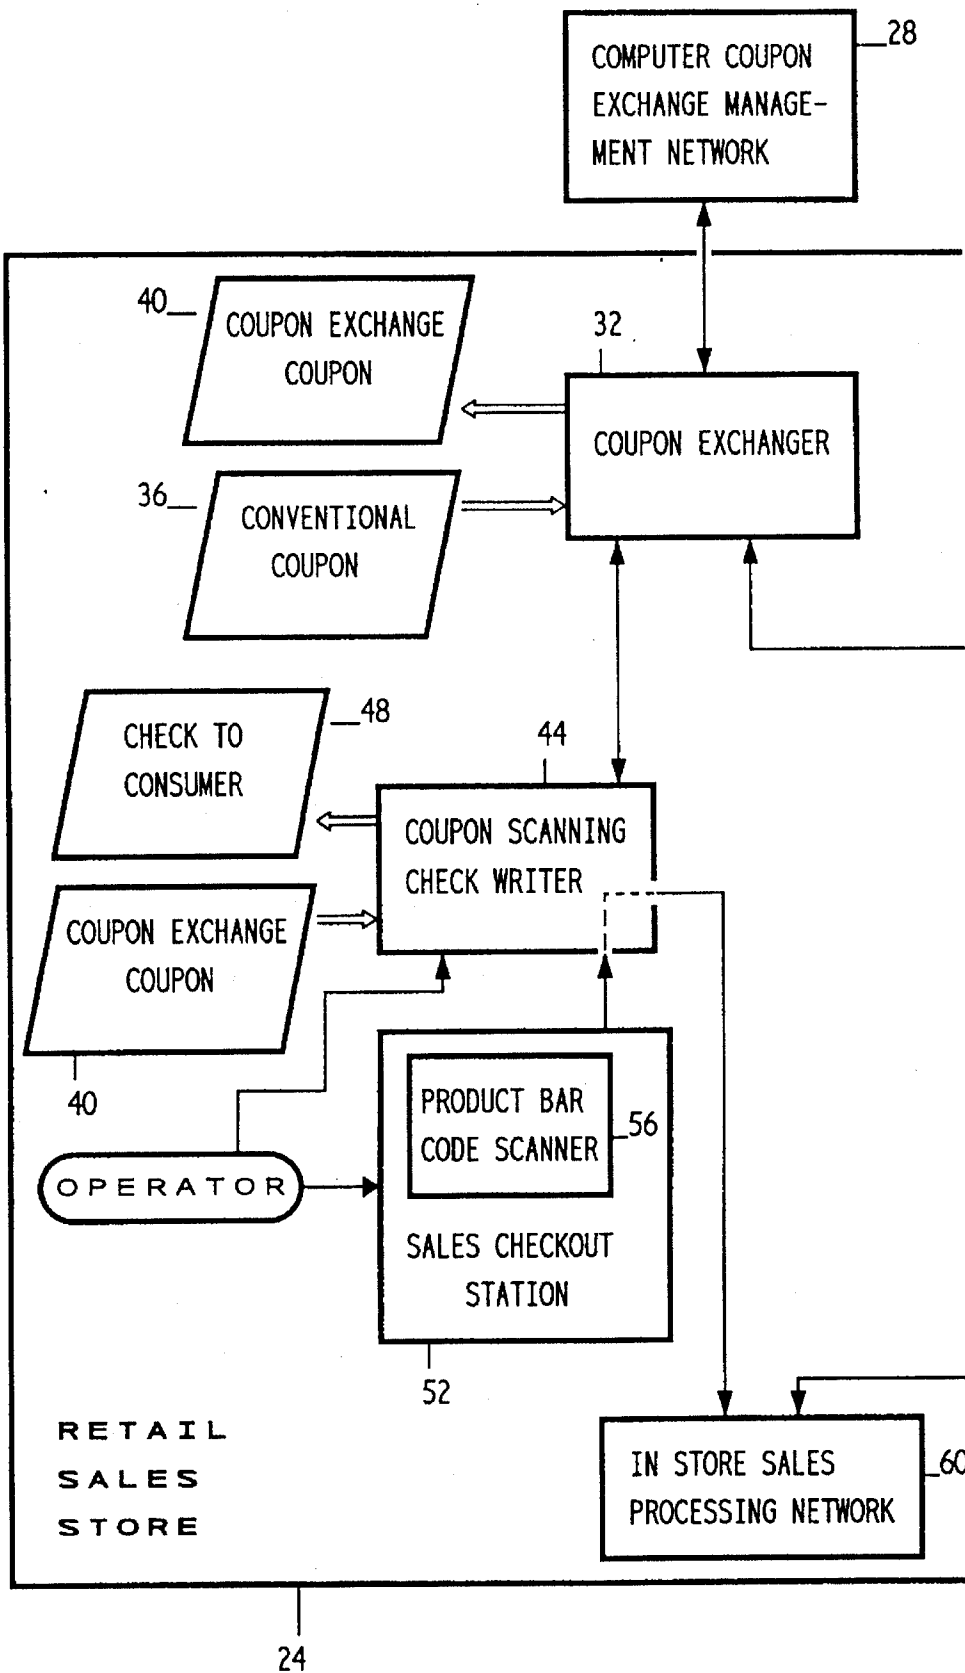 28
COMPUTER COUPON
EXCHANGE MANAGE-
MENT NETWORK
40
COUPON EXCHANGE
COUPON
32
COUPON EXCHANGER
36
CONVENTIONAL
COUPON
48
CHECK TO
CONSUMER
44
COUPON SCANNING
CHECK WRITER
COUPON EXCHANGE
COUPON
40
PRODUCT BAR
CODE SCANNER
56
OPERATOR
SALES CHECKOUT
STATION
52
RETAIL
SALES
STORE
IN STORE SALES
PROCESSING NETWORK
60
24